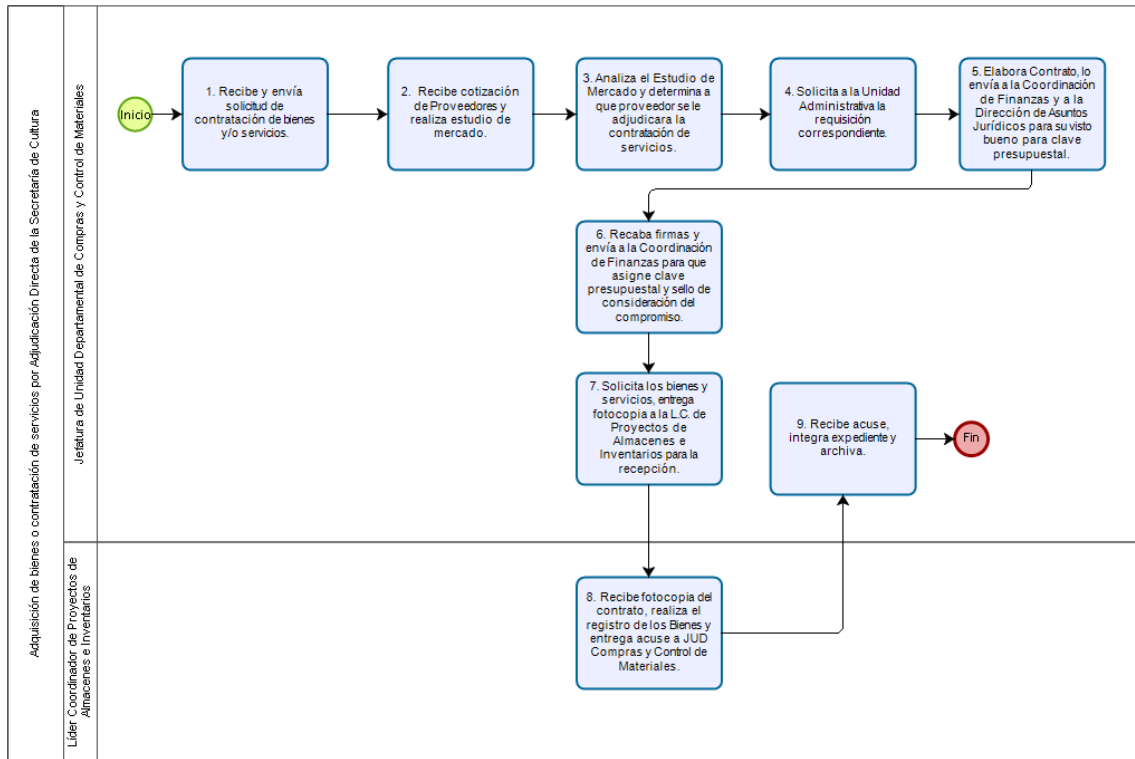 Adquisición de bienes o contratación de servicios por Adjudicación Directa de la Secretaría de Cultura
Jefatura de Unidad Departamental de Compras y Control de Materiales
Inicio
1. Recibe y envía
solicitud de
contratación de bienes
y/o servicios.
2. Recibe cotización
de Proveedores y
realiza estudio de
mercado.
3. Analiza el Estudio de
Mercado y determina a
que proveedor se le
adjudicara la
contratación de
servicios.
4. Solicita a la Unidad
Administrativa la
requisición
correspondiente.
5. Elabora Contrato, lo
envía a la Coordinación
de Finanzas y a la
Dirección de Asuntos
Jurídicos para su visto
bueno para clave
presupuestal.
6. Recaba firmas y
envía a la Coordinación
de Finanzas para que
asigne clave
presupuestal y sello de
consideración del
compromiso.
7. Solicita los bienes y
servicios, entrega
fotocopia a la L.C. de
Proyectos de
Almacenes e
Inventarios para la
recepción.
9. Recibe acuse,
integra expediente y
archiva.
Fin
Líder Coordinador de Proyectos de
Almacenes e Inventarios
8. Recibe fotocopia del
contrato, realiza el
registro de los Bienes y
entrega acuse a JUD
Compras y Control de
Materiales.